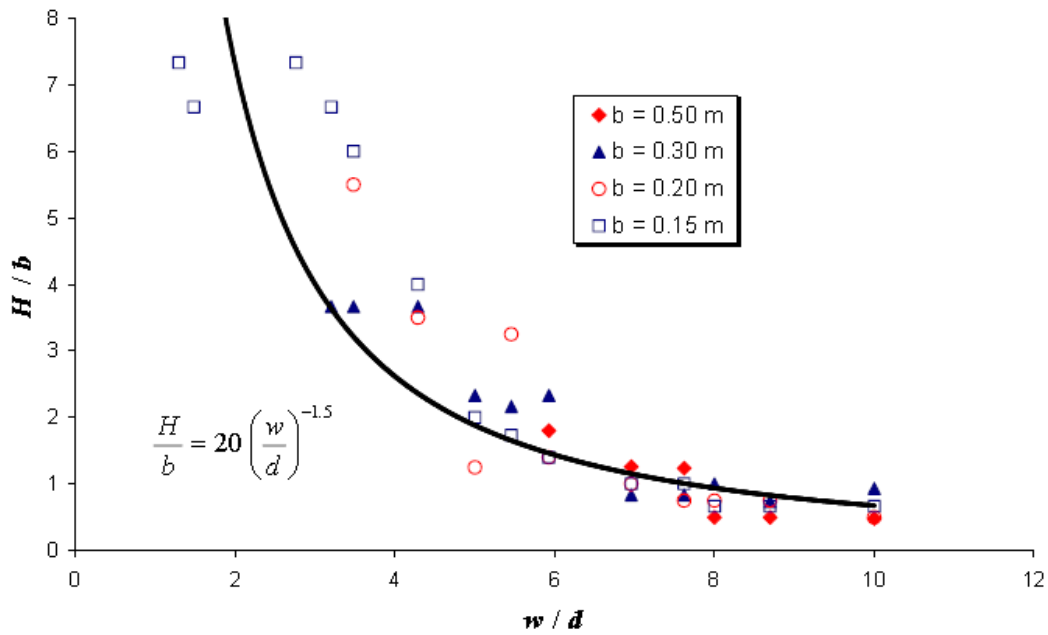 8
7
6
5
4
3
2
1
0
H / b
b = 0.50 m
b = 0.30 m
b = 0.20 m
b = 0.15 m
H/b = 20 (w/d)^{-1.5}
0 2 4 6 8 10 12
w / d